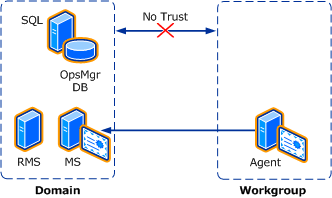 SQL
No Trust
OpsMgr
DB
RMS
MS
Agent
Domain
Workgroup